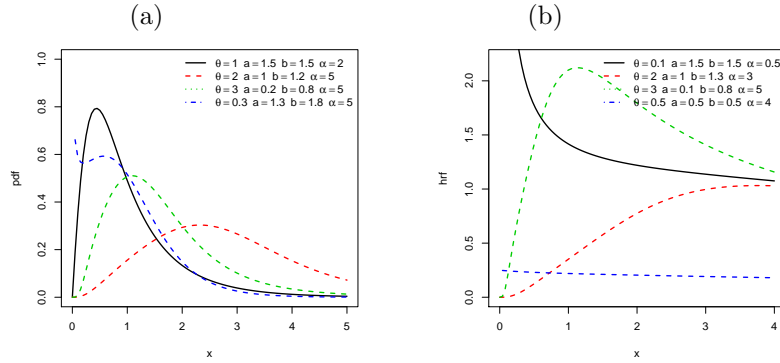 (a)
(b)
θ=1 a=1.5 b=1.5 α=2
θ=2 a=1 b=1.2 α=5
θ=3 a=0.2 b=0.8 α=5
θ=0.3 a=1.3 b=1.8 α=5
pdf
1.0
0.8
0.6
0.4
0.2
0.0
0
1
2
3
4
5
x
θ=0.1 a=1.5 b=1.5 α=0.5
θ=2 a=1 b=1.3 α=3
θ=3 a=0.1 b=0.8 α=5
θ=0.5 a=0.5 b=0.5 α=4
hrf
2.0
1.5
1.0
0.5
0.0
0
1
2
3
4
x